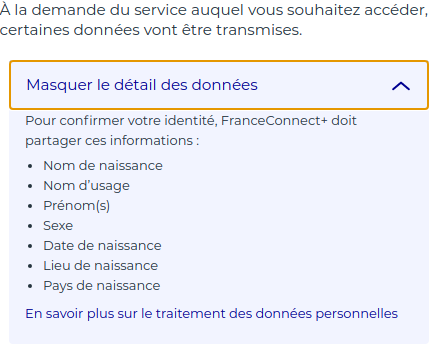 À la demande du service auquel vous souhaitez accéder,
certaines données vont être transmises.
Masquer le détail des données
Pour confirmer votre identité, FranceConnect+ doit
partager ces informations :
• Nom de naissance
• Nom d’usage
• Prénom(s)
• Sexe
• Date de naissance
• Lieu de naissance
• Pays de naissance
En savoir plus sur le traitement des données personnelles